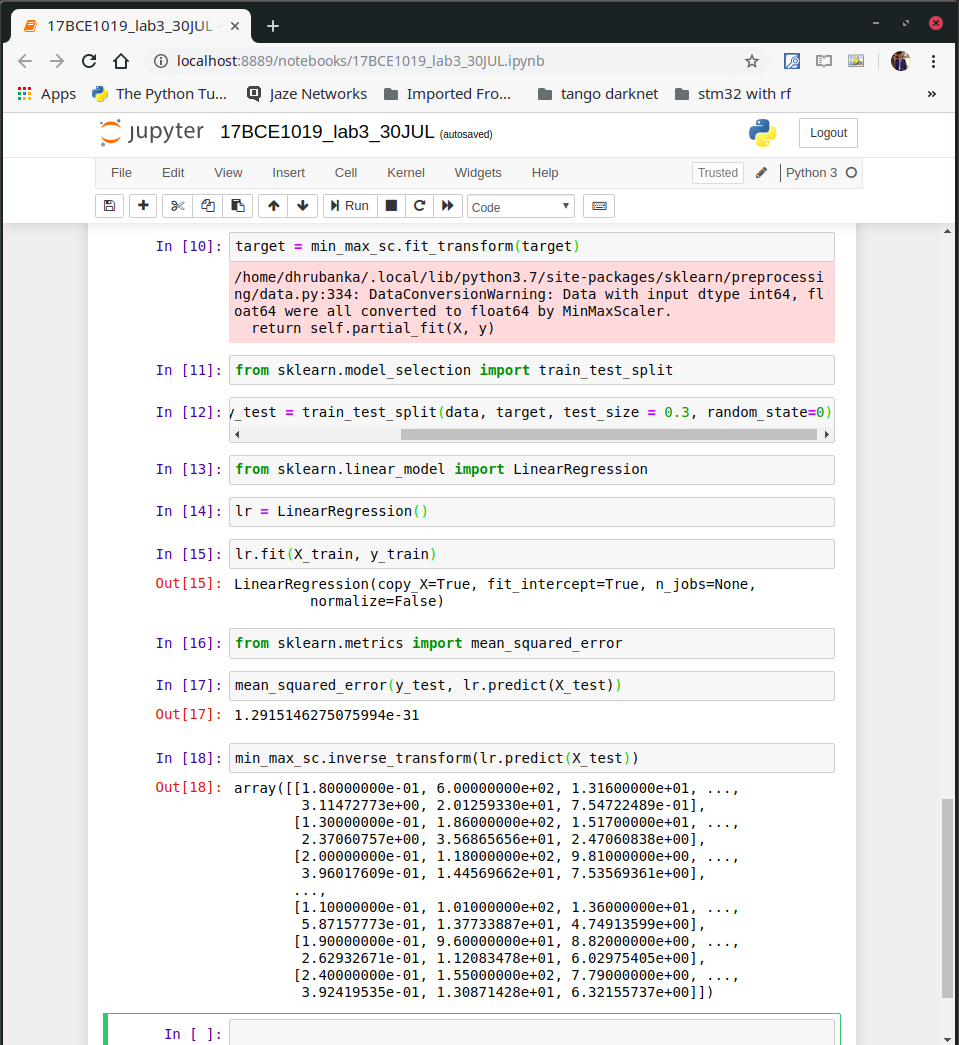 17BCE1019_lab3_30JUL -
localhost:8889/notebooks/17BCE1019_lab3_30JUL.ipynb
Apps The Python Tu... Jaze Networks Imported Fro... tango darknet stm32 with rf »
jupyter 17BCE1019_lab3_30JUL (autosaved) Logout
File Edit View Insert Cell Kernel Widgets Help Trusted Python 3
Run Code
In [10]: target = min_max_sc.fit_transform(target)
/home/dhrubanka/.local/lib/python3.7/site-packages/sklearn/preprocessi
ng/data.py:334: DataConversionWarning: Data with input dtype int64, fl
oat64 were all converted to float64 by MinMaxScaler.
return self.partial_fit(X, y)
In [11]: from sklearn.model_selection import train_test_split
In [12]: y_test = train_test_split(data, target, test_size = 0.3, random_state=0)
In [13]: from sklearn.linear_model import LinearRegression
In [14]: lr = LinearRegression()
In [15]: lr.fit(X_train, y_train)
Out[15]: LinearRegression(copy_X=True, fit_intercept=True, n_jobs=None,
normalize=False)
In [16]: from sklearn.metrics import mean_squared_error
In [17]: mean_squared_error(y_test, lr.predict(X_test))
Out[17]: 1.2915146275075994e-31
In [18]: min_max_sc.inverse_transform(lr.predict(X_test))
Out[18]: array([[1.80000000e-01, 6.00000000e+02, 1.31600000e+01, ...,
3.11472773e+00, 2.01259330e+01, 7.54722489e-01],
[1.30000000e-01, 1.86000000e+02, 1.51700000e+01, ...,
2.37060757e+00, 3.56865656e+01, 2.47060838e+00],
[2.00000000e-01, 1.18000000e+02, 9.81000000e+00, ...,
3.96017609e-01, 1.44569662e+01, 7.53569361e+00],
...,
[1.10000000e-01, 1.01000000e+02, 1.36000000e+01, ...,
5.87157773e-01, 1.37733887e+01, 4.74913599e+00],
[1.90000000e-01, 9.60000000e+01, 8.82000000e+00, ...,
2.62932671e-01, 1.12083478e+01, 6.02975405e+00],
[2.40000000e-01, 1.55000000e+02, 7.79000000e+00, ...,
3.92419535e-01, 1.30871428e+01, 6.32155737e+00]])
In [ ]: